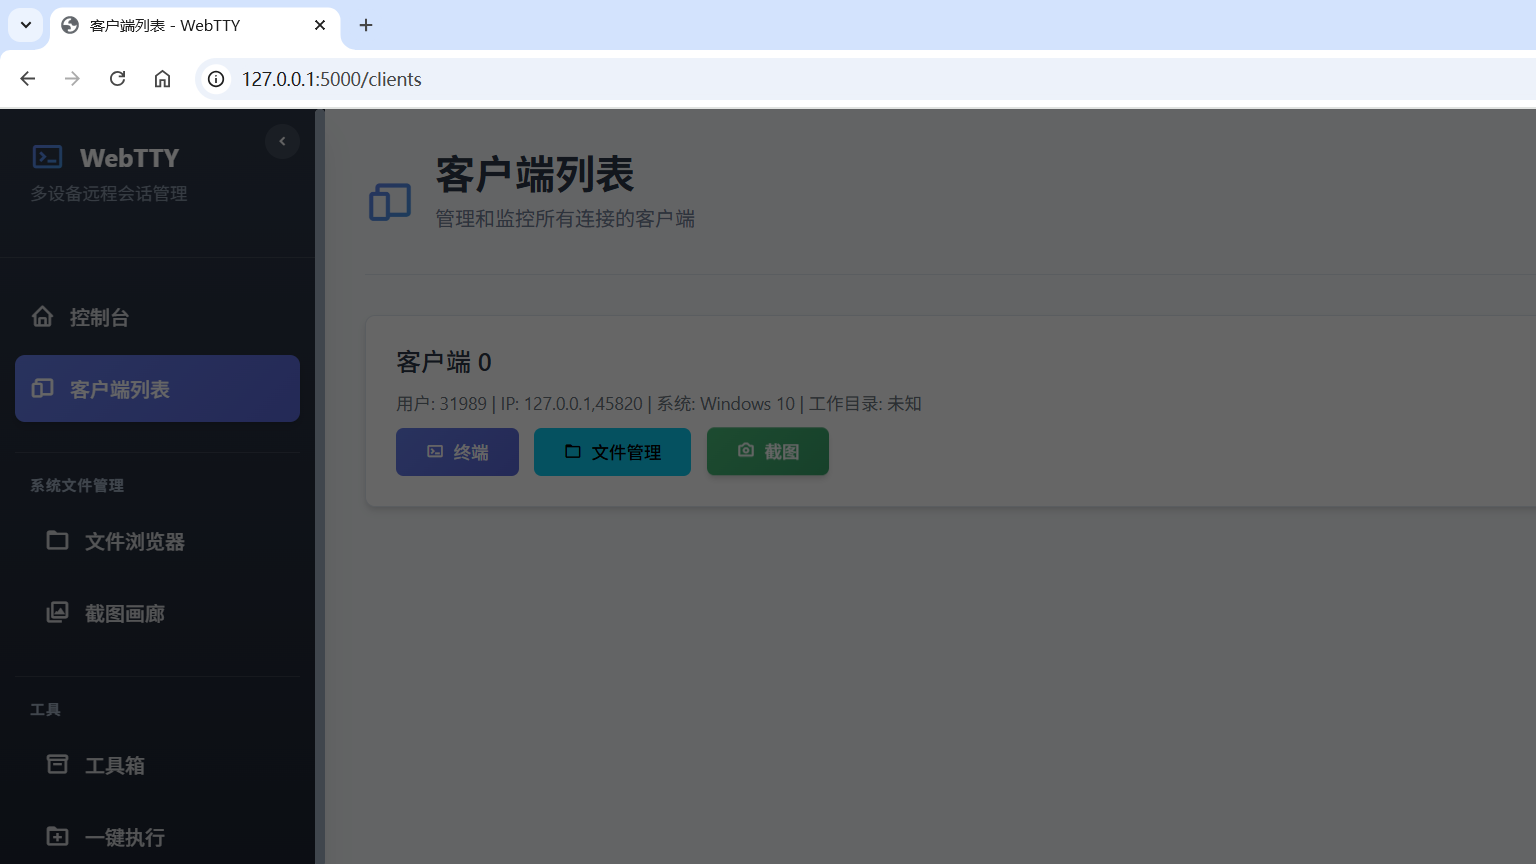 客户端列表 - WebTTY
127.0.0.1:5000/clients
WebTTY
多设备远程会话管理
控制台
客户端列表
系统文件管理
文件浏览器
截图画廊
工具
工具箱
一键执行
客户端列表
管理和监控所有连接的客户端
客户端 0
用户: 31989 | IP: 127.0.0.1,45820 | 系统: Windows 10 | 工作目录: 未知
终端 文件管理 截图